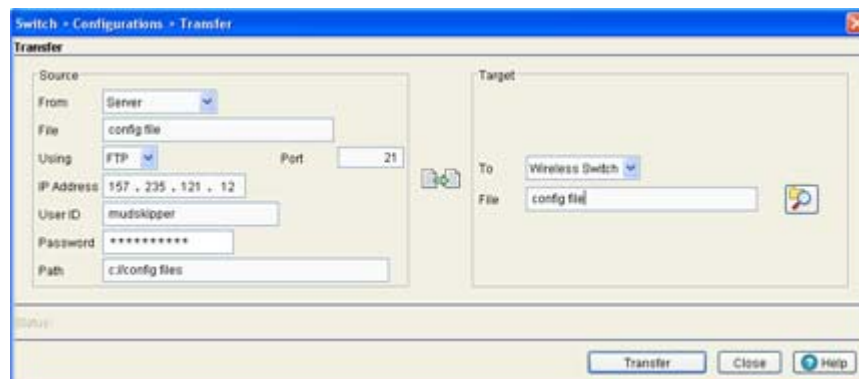 Switch > Configurations > Transfer
Transfer
Source
From Server
File config file
Using FTP Port 21
IP Address 157 . 235 . 121 . 12
User ID mudskipper
Password **********
Path c://config files
Target
To Wireless Switch
File config file
Status:
Transfer Close Help